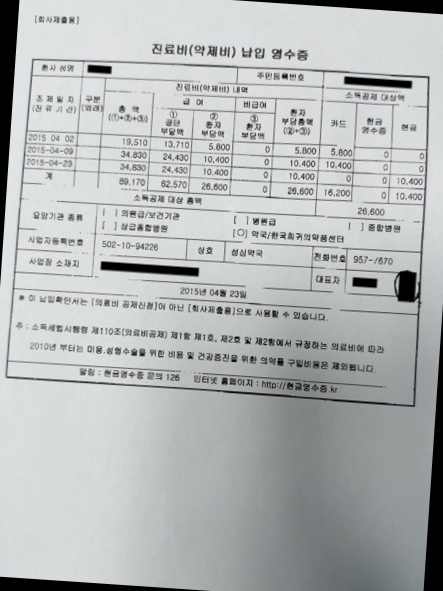 [회사제출용]
진료비(약제비) 납입 영수증
환자 성명 주민등록번호
조 제 일 자 (진 류 기 간) 구분 (외래) 진료비(약제비) 내역 소득공제 대상액
총 액 (①+②+③) 급 여 비급여 환자 부담총액 (②+③) 카드 현금 영수증 현금
① 공단 부담액 ② 환자 부담액 ③ 환자 부담액
2015-04-02 19,510 13,710 5,800 0 5,800 5,800 0 0
2015-04-09 34,830 24,430 10,400 0 10,400 10,400 0 0
2015-04-23 34,830 24,430 10,400 0 10,400 0 0 10,400
계 89,170 62,570 26,600 0 26,600 16,200 0 10,400
소득공제 대상 총액 26,600
요양기관 종류 [ ] 의원급/보건기관 [ ] 병원급 [ ] 종합병원
[ ] 상급종합병원 [○] 약국/한국희귀의약품센터
사업자등록번호 502-10-94226 상호 성심약국 전화번호 957-/670
사업장 소재지 대표자
2015년 04월 23일
※ 이 납입확인서는 [의료비 공제신청]이 아닌 [회사제출용]으로 사용할 수 있습니다.
주 : 소득세법시행령 제110조(의료비공제) 제1항 제1호, 제2호 및 제2항에서 규정하는 의료비에 따라
2010년 부터는 미용.성형수술을 위한 비용 및 건강증진을 위한 의약품 구입비용은 제외됩니다.
알림 : 현금영수증 문의 126 인터넷 홈페이지 : http://현금영수증.kr